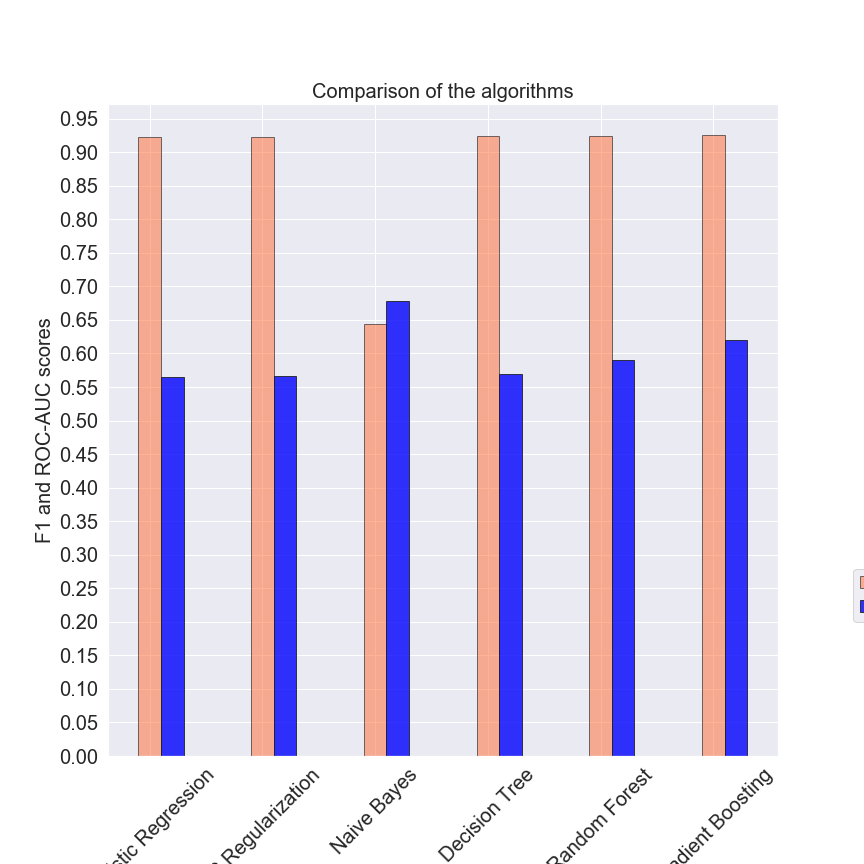 Comparison of the algorithms
F1 and ROC-AUC scores
0.95
0.90
0.85
0.80
0.75
0.70
0.65
0.60
0.55
0.50
0.45
0.40
0.35
0.30
0.25
0.20
0.15
0.10
0.05
0.00
Regression
Regularization
Naive Bayes
Decision Tree
Random Forest
Boosting